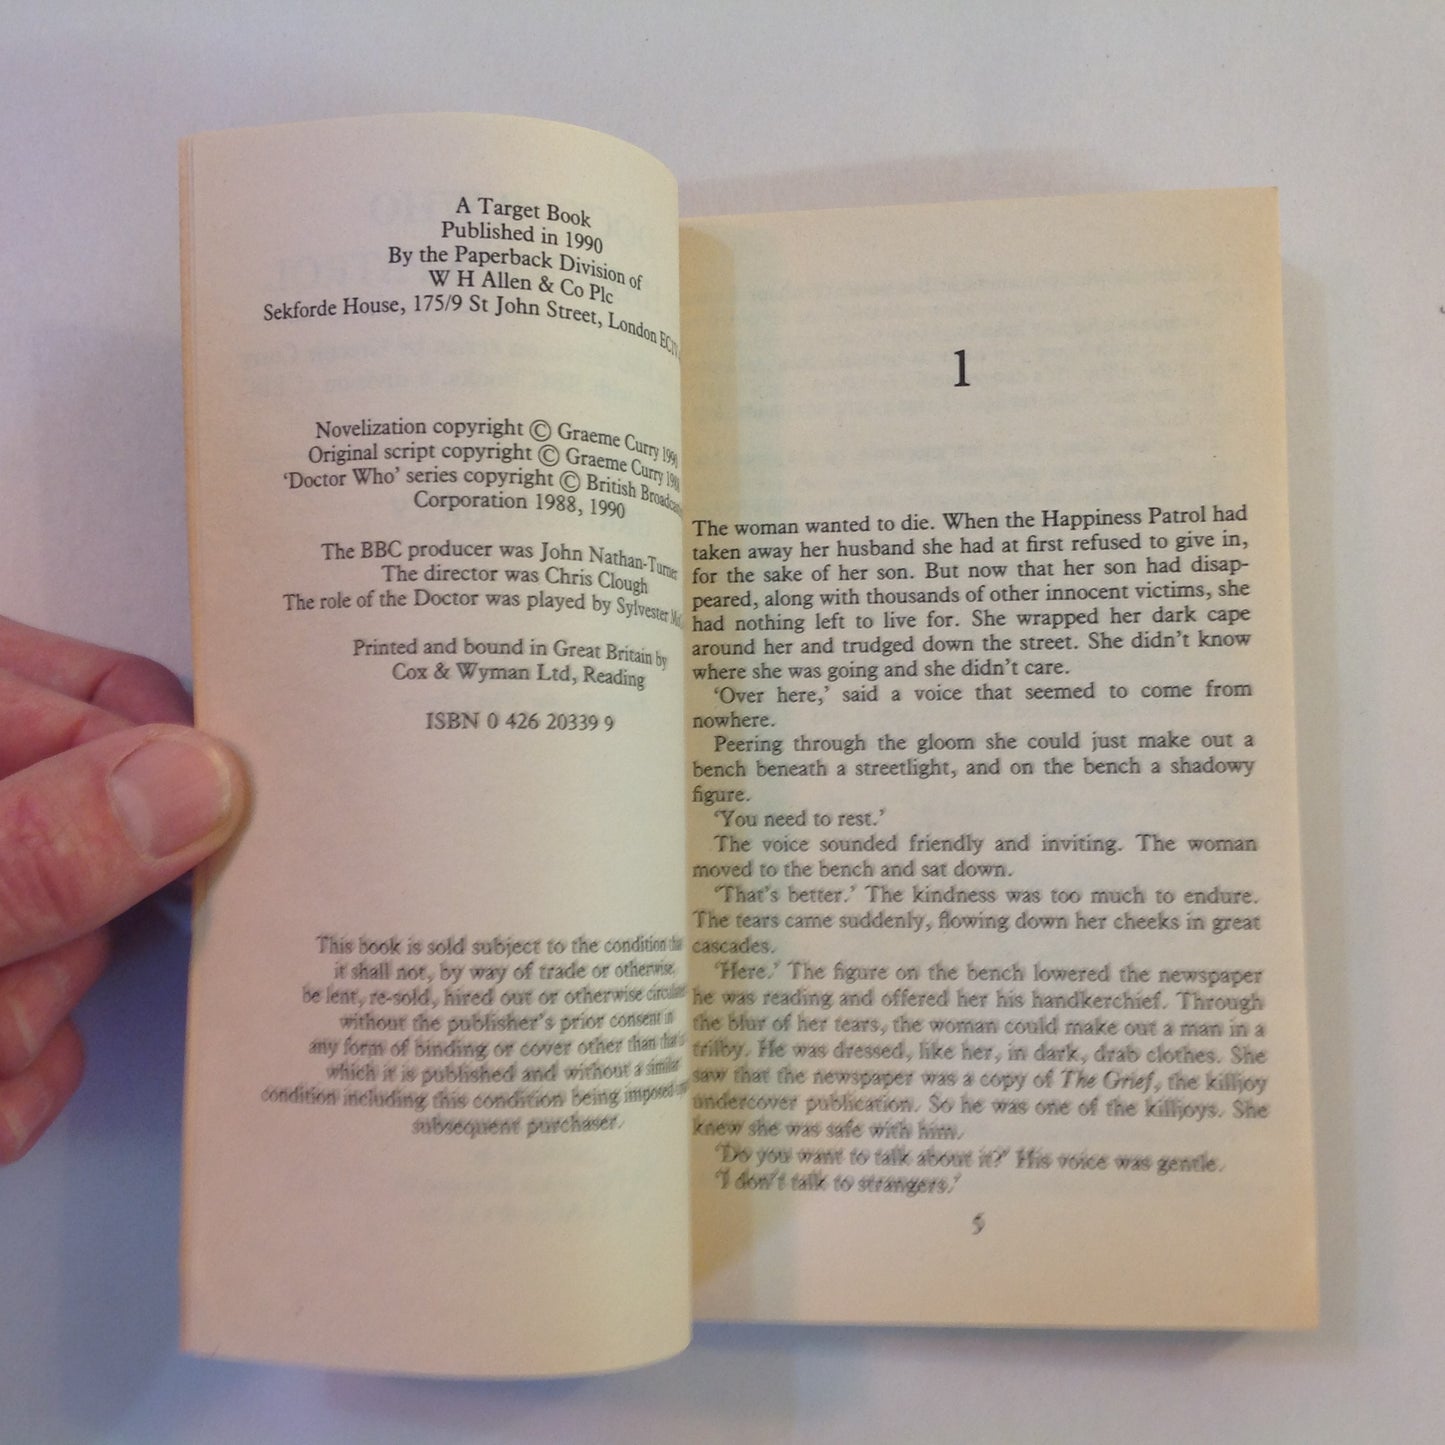 A Target Book
Published in 1990
By the Paperback Division of
W H Allen & Co Plc
Sekforde House, 175/9 St John Street, London
Novelization copyright © Graeme Curry 1990
Original script copyright © Graeme Curry 1988
'Doctor Who' series copyright © British
Corporation 1988, 1990
The BBC producer was John Nathan-Turner
The director was Chris Clough
The role of the Doctor was played by Sylvester
Printed and bound in Great Britain by
Cox & Wyman Ltd, Reading
ISBN 0 426 20339 9
This book is sold subject to the condition that
it shall not, by way of trade or otherwise,
be lent, re-sold, hired out or otherwise
without the publisher's prior consent in
any form of binding or cover other than that
which it is published and without a similar
condition including this condition being imposed
subsequent purchaser.
1
The woman wanted to die. When the Happiness Patrol had
taken away her husband she had at first refused to give in,
for the sake of her son. But now that her son had disap-
peared, along with thousands of other innocent victims, she
had nothing left to live for. She wrapped her dark cape
around her and trudged down the street. She didn't know
where she was going and she didn't care.
'Over here,' said a voice that seemed to come from
nowhere.
Peering through the gloom she could just make out a
bench beneath a streetlight, and on the bench a shadowy
figure.
'You need to rest.'
The voice sounded friendly and inviting. The woman
moved to the bench and sat down.
'That's better.' The kindness was too much to endure.
The tears came suddenly, flowing down her cheeks in great
cascades.
'Here.' The figure on the bench lowered the newspaper
he was reading and offered her his handkerchief. Through
the blur of her tears, the woman could make out a man in a
trilby. He was dressed, like her, in dark, drab clothes. She
saw that the newspaper was a copy of The Grief, the killjoy
undercover publication. So he was one of the killjoys. She
knew she was safe with him.
'Do you want to talk about it?' His voice was gentle.
'I don't talk to strangers.'
5